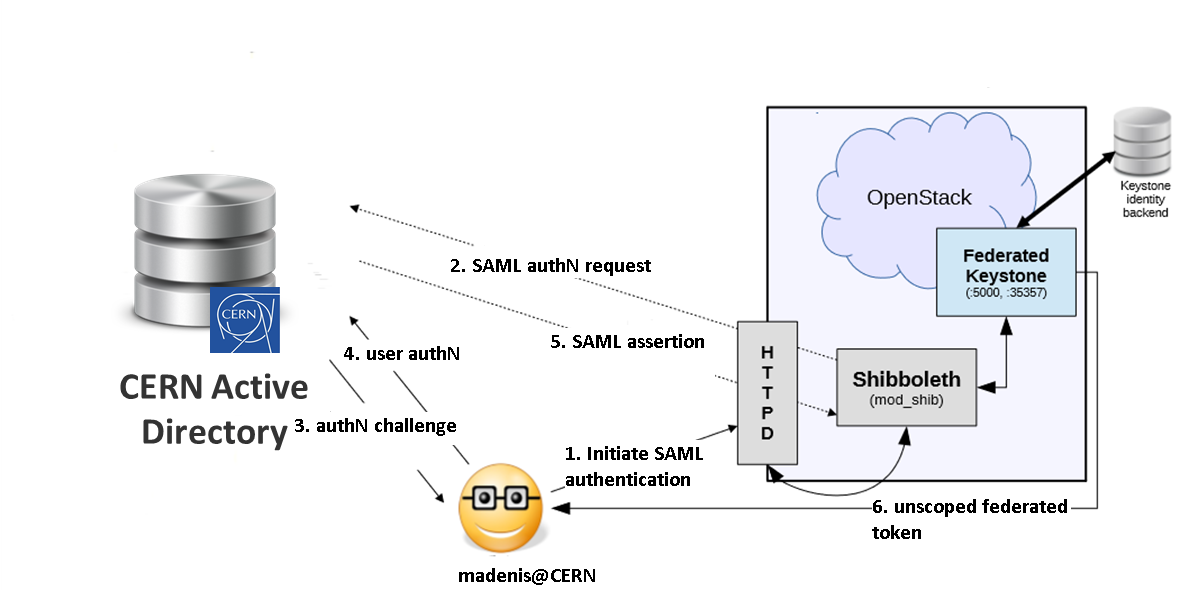 OpenStack
Keystone
identity
backend
Federated
Keystone
(:5000, :35357)
2. SAML authN request
CERN
5. SAML assertion
H
T
T
P
D
4. user authN
Shibboleth
(mod_shib)
CERN Active
Directory
3. authN challenge
1. Initiate SAML
authentication
6. unscoped federated
token
madenis@CERN